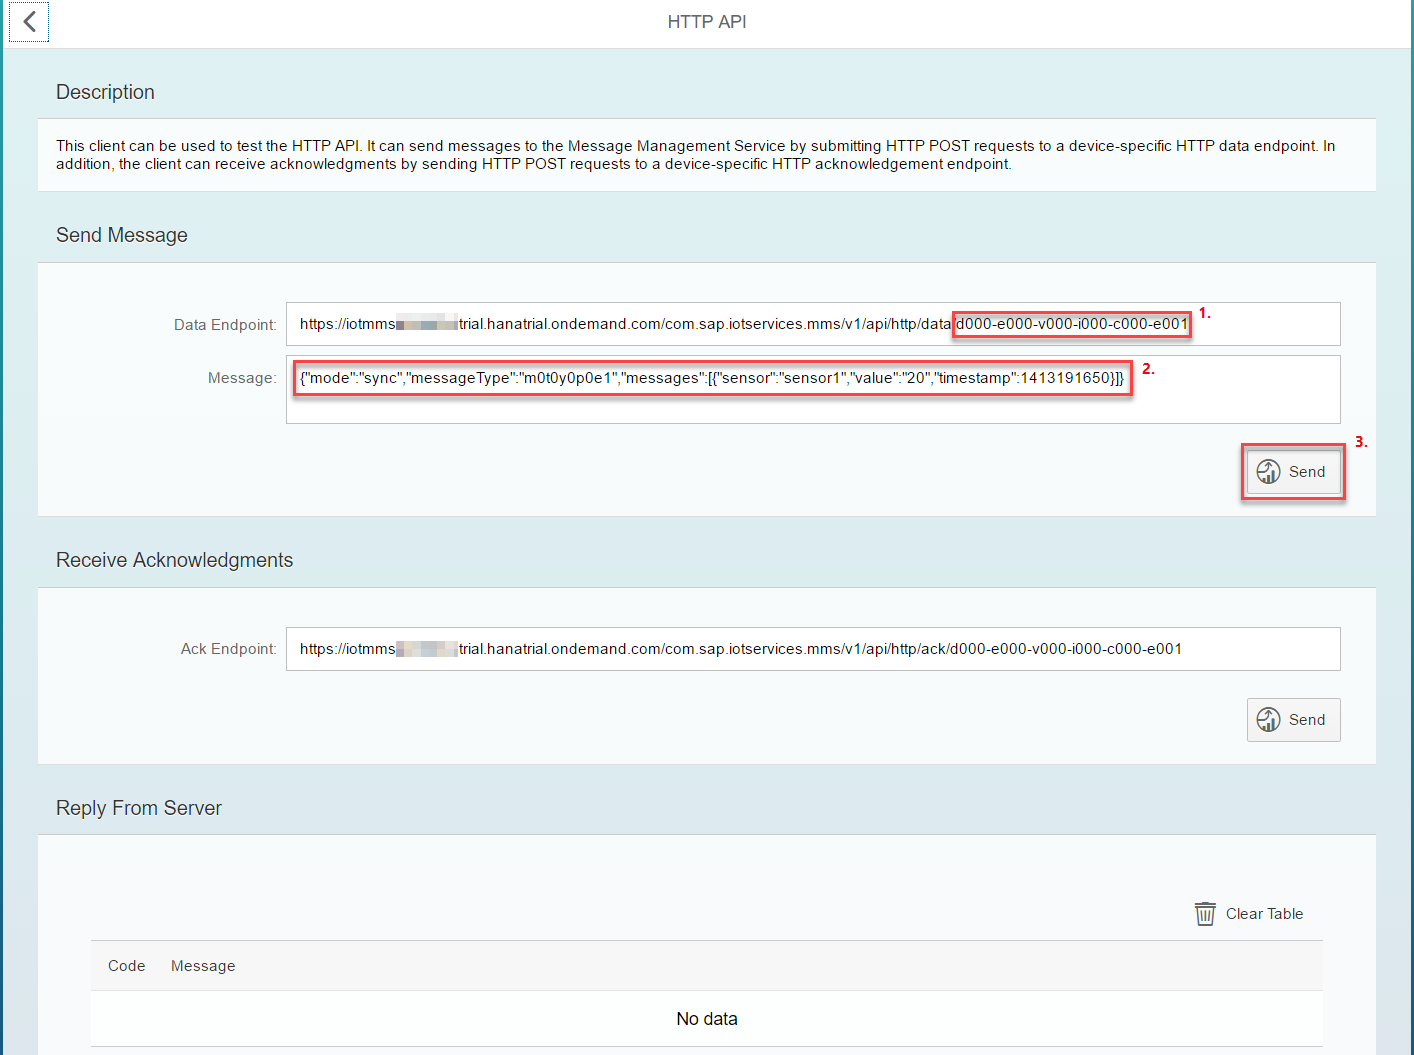 HTTP API
Description
This client can be used to test the HTTP API. It can send messages to the Message Management Service by submitting HTTP POST requests to a device-specific HTTP data endpoint. In
addition, the client can receive acknowledgments by sending HTTP POST requests to a device-specific HTTP acknowledgement endpoint.
Send Message
Data Endpoint: https://iotmms trial.hanatrial.ondemand.com/com.sap.iotservices.mms/v1/api/http/data/d000-e000-v000-i000-c000-e001 1.
Message: {"mode":"sync","messageType":"m0t0y0p0e1","messages":[{"sensor":"sensor1","value":"20","timestamp":1413191650}]} 2.
3.
Send
Receive Acknowledgments
Ack Endpoint: https://iotmms trial.hanatrial.ondemand.com/com.sap.iotservices.mms/v1/api/http/ack/d000-e000-v000-i000-c000-e001
Send
Reply From Server
Clear Table
Code Message
No data